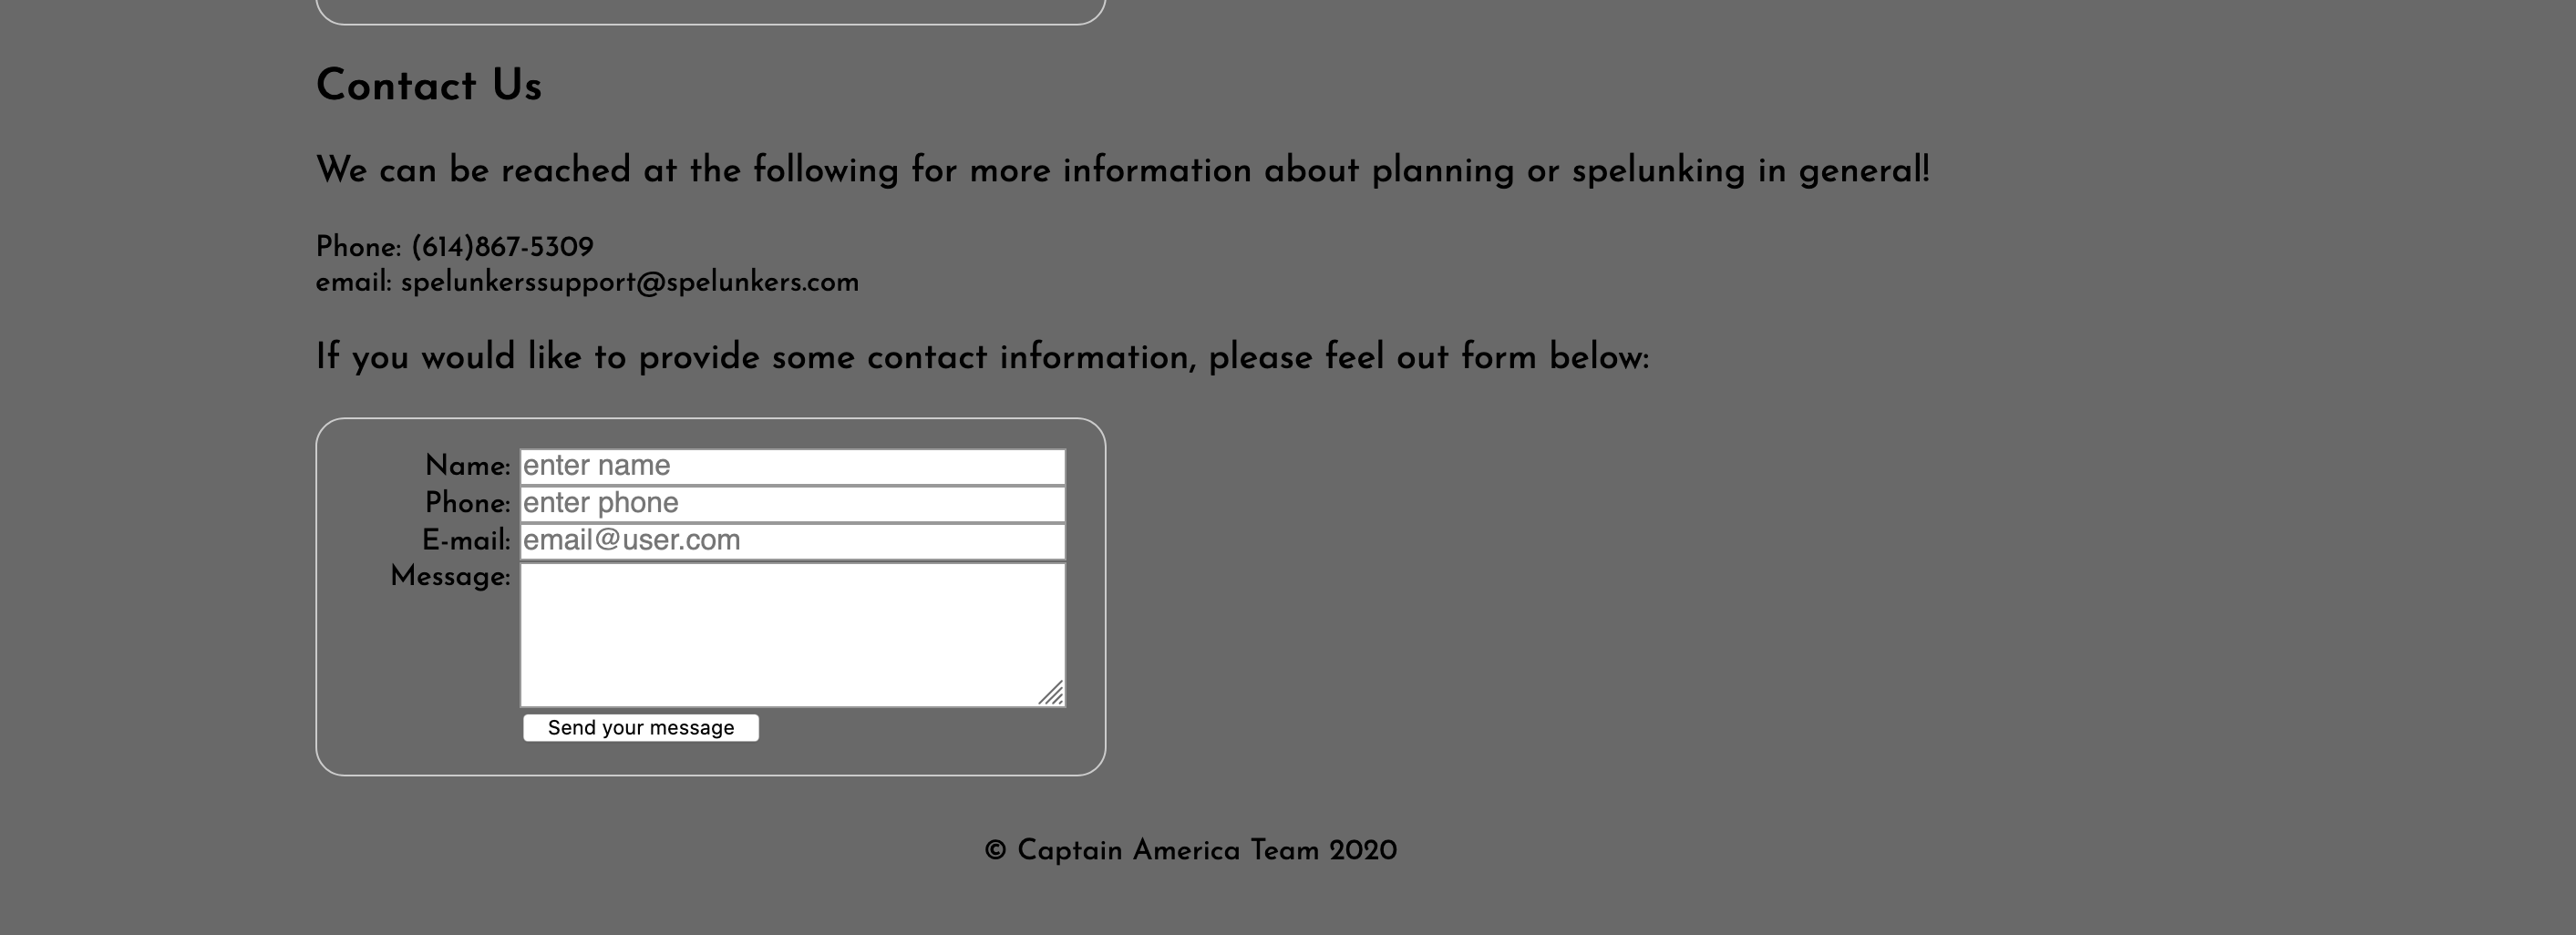 Contact Us
We can be reached at the following for more information about planning or spelunking in general!
Phone: (614)867-5309
email: spelunkerssupport@spelunkers.com
If you would like to provide some contact information, please feel out form below:
Name: enter name
Phone: enter phone
E-mail: email@user.com
Message:
Send your message
© Captain America Team 2020